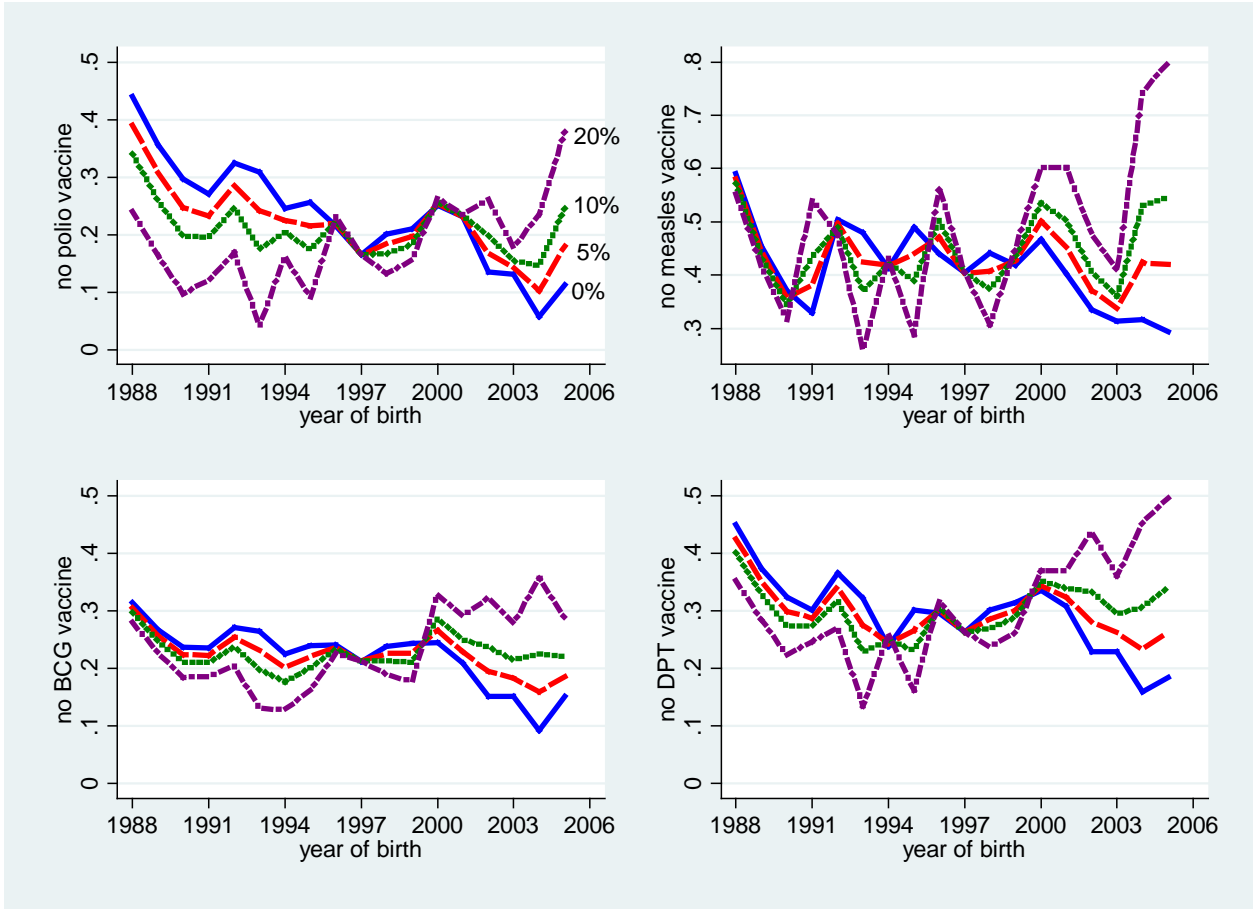 no polio vaccine
.5
.4
.3
.2
.1
0
20%
10%
5%
0%
1988 1991 1994 1997 2000 2003 2006
year of birth
no measles vaccine
.8
.7
.6
.5
.4
.3
1988 1991 1994 1997 2000 2003 2006
year of birth
no BCG vaccine
.5
.4
.3
.2
.1
0
1988 1991 1994 1997 2000 2003 2006
year of birth
no DPT vaccine
.5
.4
.3
.2
.1
0
1988 1991 1994 1997 2000 2003 2006
year of birth